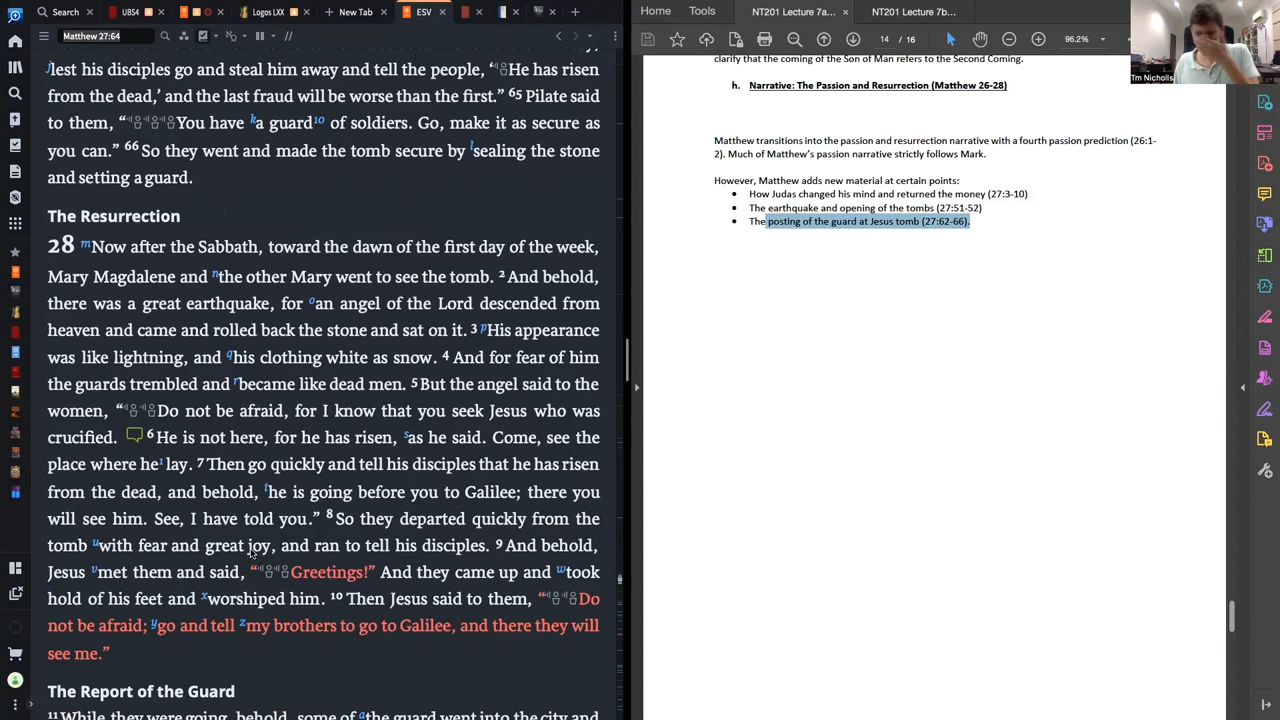 UBS4
Logos LXX
New Tab
ESV
Matthew 27:64
lest his disciples go and steal him away and tell the people, ‘He has risen
from the dead,’ and the last fraud will be worse than the first.” 65 Pilate said
to them, “You have k a guard10 of soldiers. Go, make it as secure as
you can.” 66 So they went and made the tomb secure by l sealing the stone
and setting a guard.
The Resurrection
28 m Now after the Sabbath, toward the dawn of the first day of the week,
Mary Magdalene and n the other Mary went to see the tomb. 2 And behold,
there was a great earthquake, for o an angel of the Lord descended from
heaven and came and rolled back the stone and sat on it. 3 p His appearance
was like lightning, and q his clothing white as snow. 4 And for fear of him
the guards trembled and r became like dead men. 5 But the angel said to the
women, “Do not be afraid, for I know that you seek Jesus who was
crucified. 6 He is not here, for he has risen, s as he said. Come, see the
place where he1 lay. 7 Then go quickly and tell his disciples that he has risen
from the dead, and behold, t he is going before you to Galilee; there you
will see him. See, I have told you.” 8 So they departed quickly from the
tomb u with fear and great joy, and ran to tell his disciples. 9 And behold,
Jesus v met them and said, “Greetings!” And they came up and w took
hold of his feet and x worshiped him. 10 Then Jesus said to them, “Do
not be afraid; y go and tell z my brothers to go to Galilee, and there they will
see me.”
The Report of the Guard
11 While they were going, behold, some of a the guard went into the city and
Home
Tools
NT201 Lecture 7a...
NT201 Lecture 7b...
14 / 16
96.2%
Tm Nicholls
clarify that the coming of the Son of Man refers to the Second Coming.
h. Narrative: The Passion and Resurrection (Matthew 26-28)
Matthew transitions into the passion and resurrection narrative with a fourth passion prediction (26:1-
2). Much of Matthew’s passion narrative strictly follows Mark.
However, Matthew adds new material at certain points:
• How Judas changed his mind and returned the money (27:3-10)
• The earthquake and opening of the tombs (27:51-52)
• The posting of the guard at Jesus tomb (27:62-66).